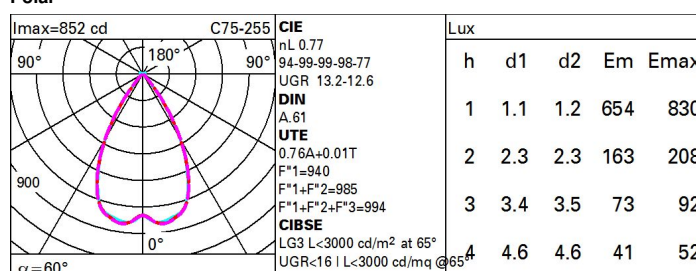 Imax=852 cd C75-255
90° 180° 90°
900
0°
α=60°
CIE
nL 0.77
94-99-99-98-77
UGR 13.2-12.6
DIN
A.61
UTE
0.76A+0.01T
F"1=940
F"1+F"2=985
F"1+F"2+F"3=994
CIBSE
LG3 L<3000 cd/m² at 65°
UGR<16 | L<3000 cd/mq @65°
Lux
h d1 d2 Em Emax
1 1.1 1.2 654 830
2 2.3 2.3 163 208
3 3.4 3.5 73 92
4 4.6 4.6 41 52